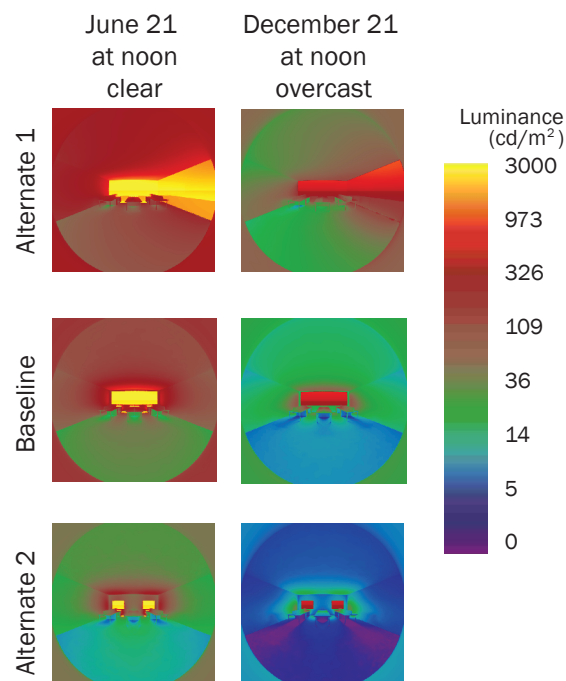 June 21
at noon
clear
December 21
at noon
overcast
Luminance
(cd/m²)
3000
973
326
109
36
14
5
0
Alternate 1
Baseline
Alternate 2